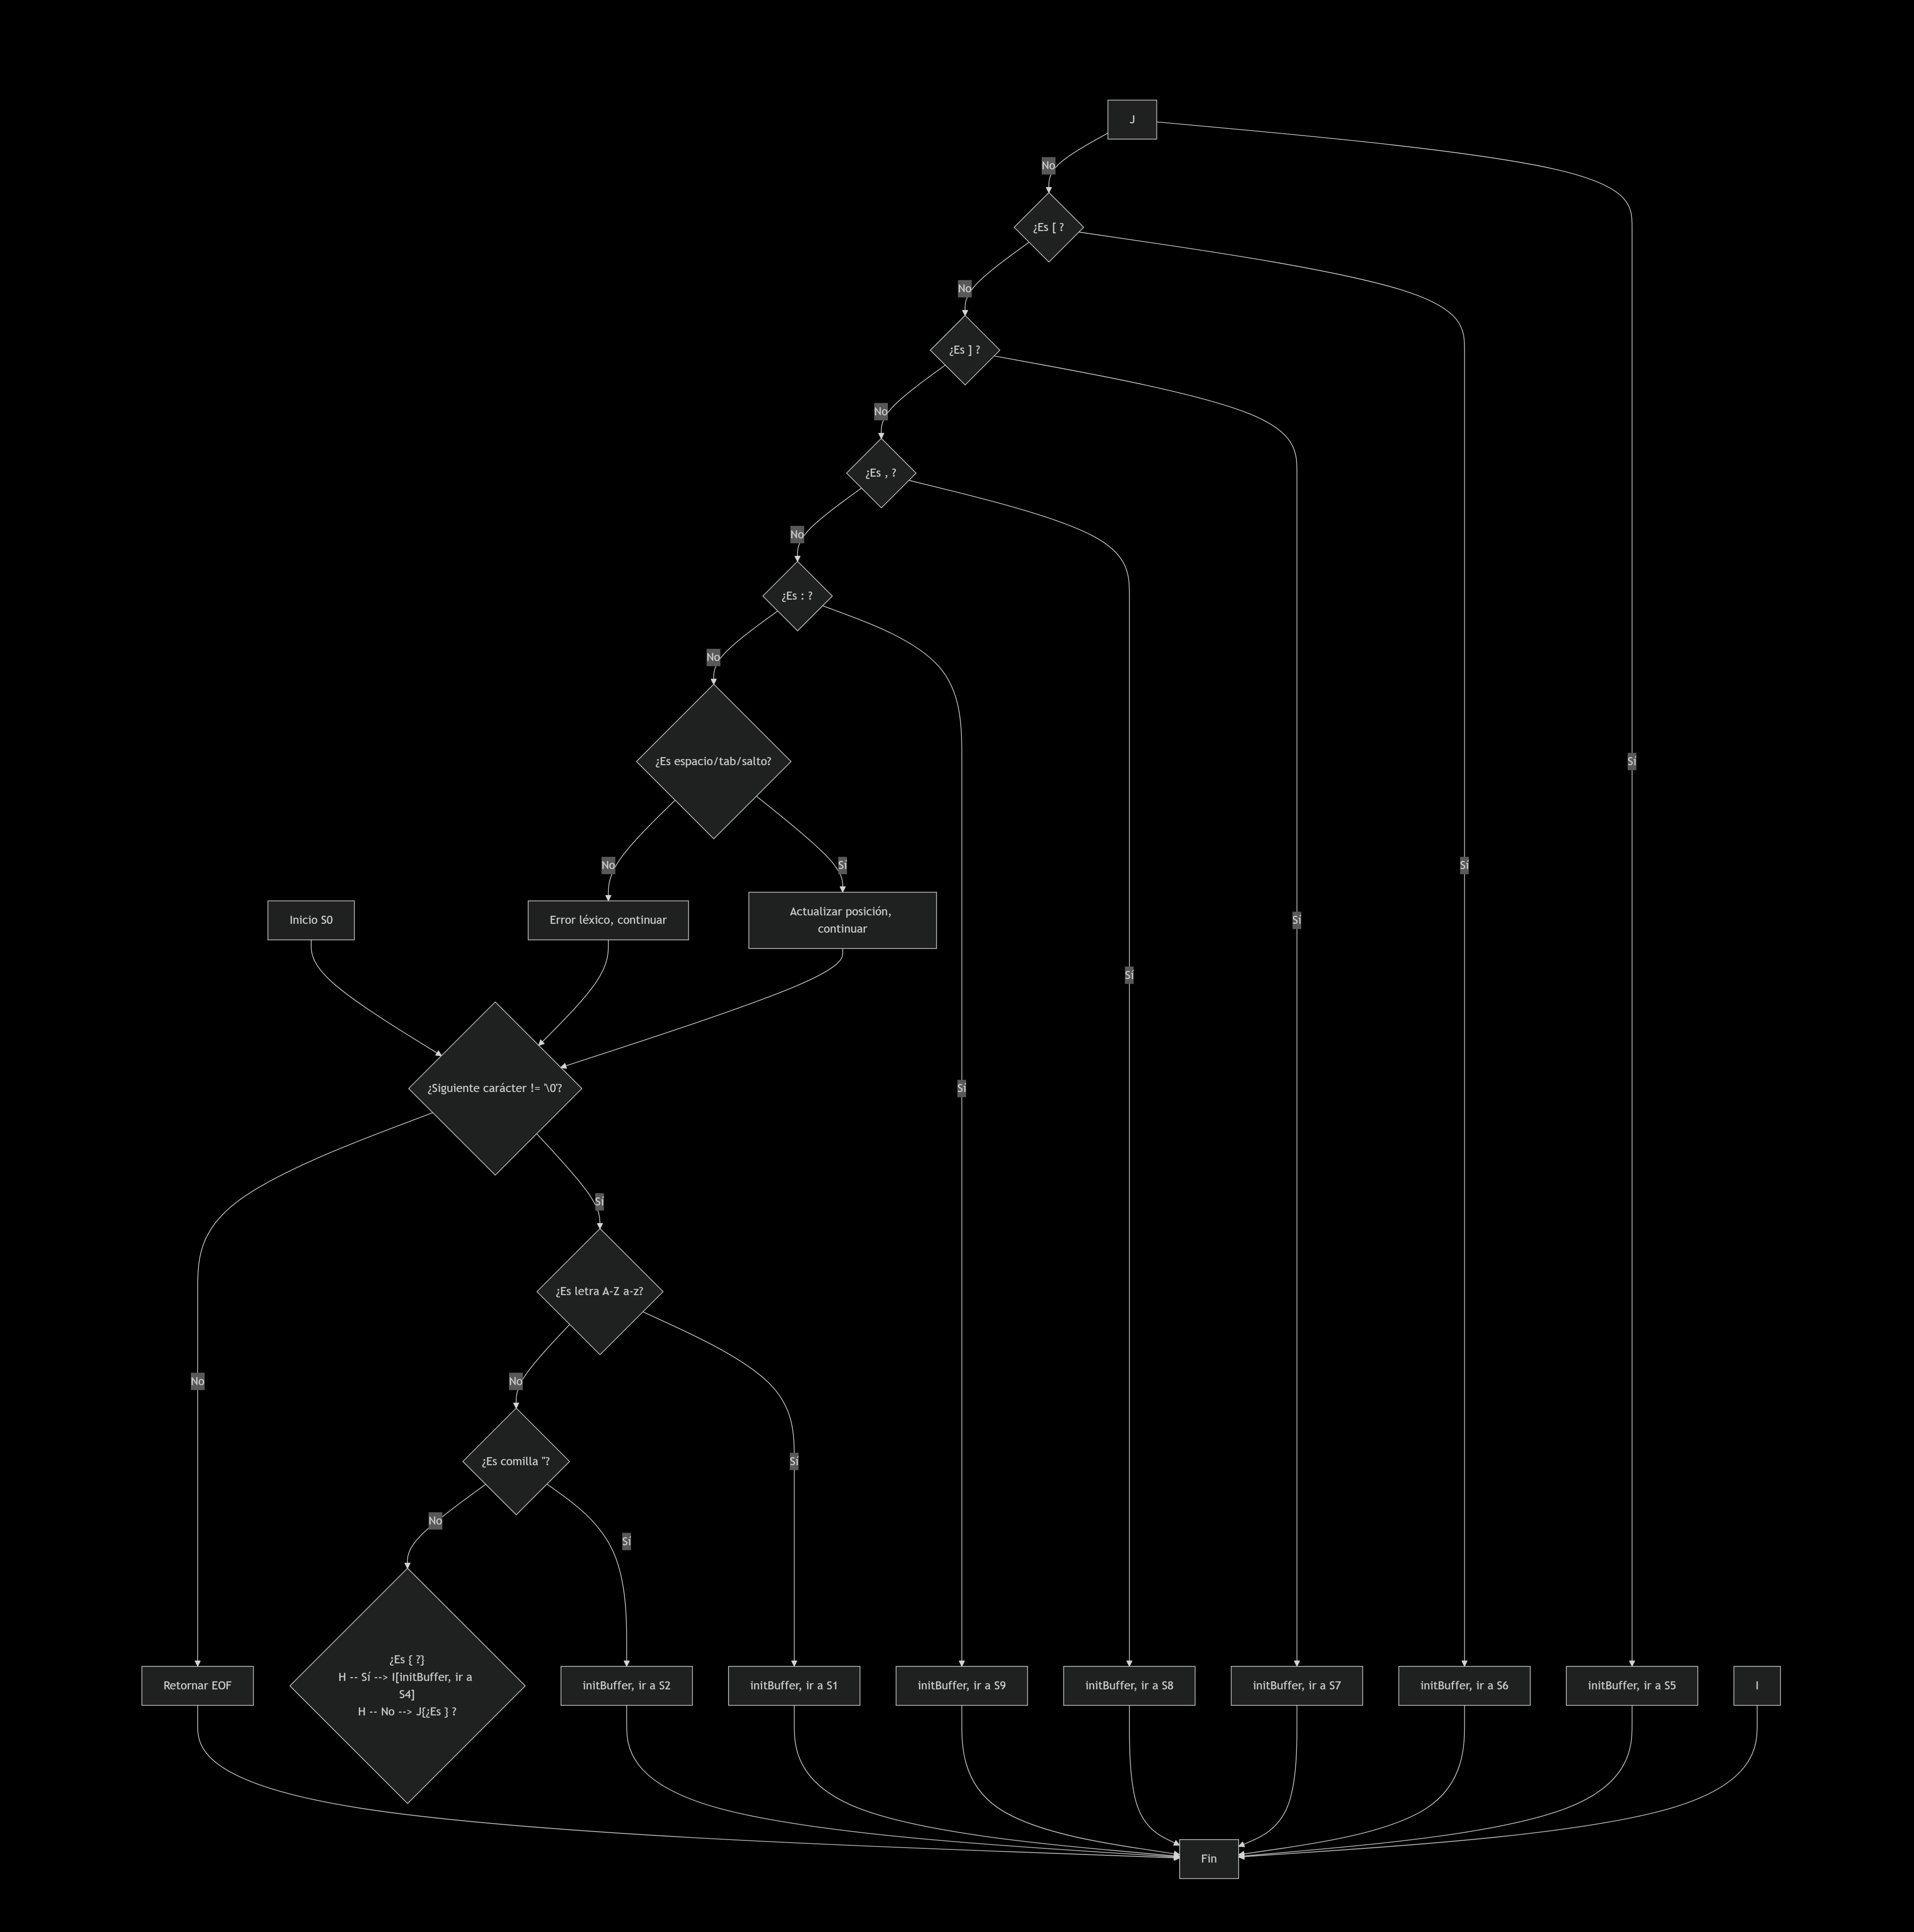 J
No
¿Es [ ?
No
¿Es ] ?
No
¿Es , ?
No
¿Es : ?
No
¿Es espacio/tab/salto?
Sí
No
Sí
Sí
Inicio S0
Error léxico, continuar
Actualizar posición,
continuar
Sí
Sí
¿Siguiente carácter != '\0'?
Sí
Sí
¿Es letra A-Z a-z?
No
No
Sí
¿Es comilla "?
No
Sí
¿Es { ?}
H -- Sí --> I[initBuffer, ir a
S4]
H -- No --> J{¿Es } ?
Retornar EOF
initBuffer, ir a S2
initBuffer, ir a S1
initBuffer, ir a S9
initBuffer, ir a S8
initBuffer, ir a S7
initBuffer, ir a S6
initBuffer, ir a S5
I
Fin